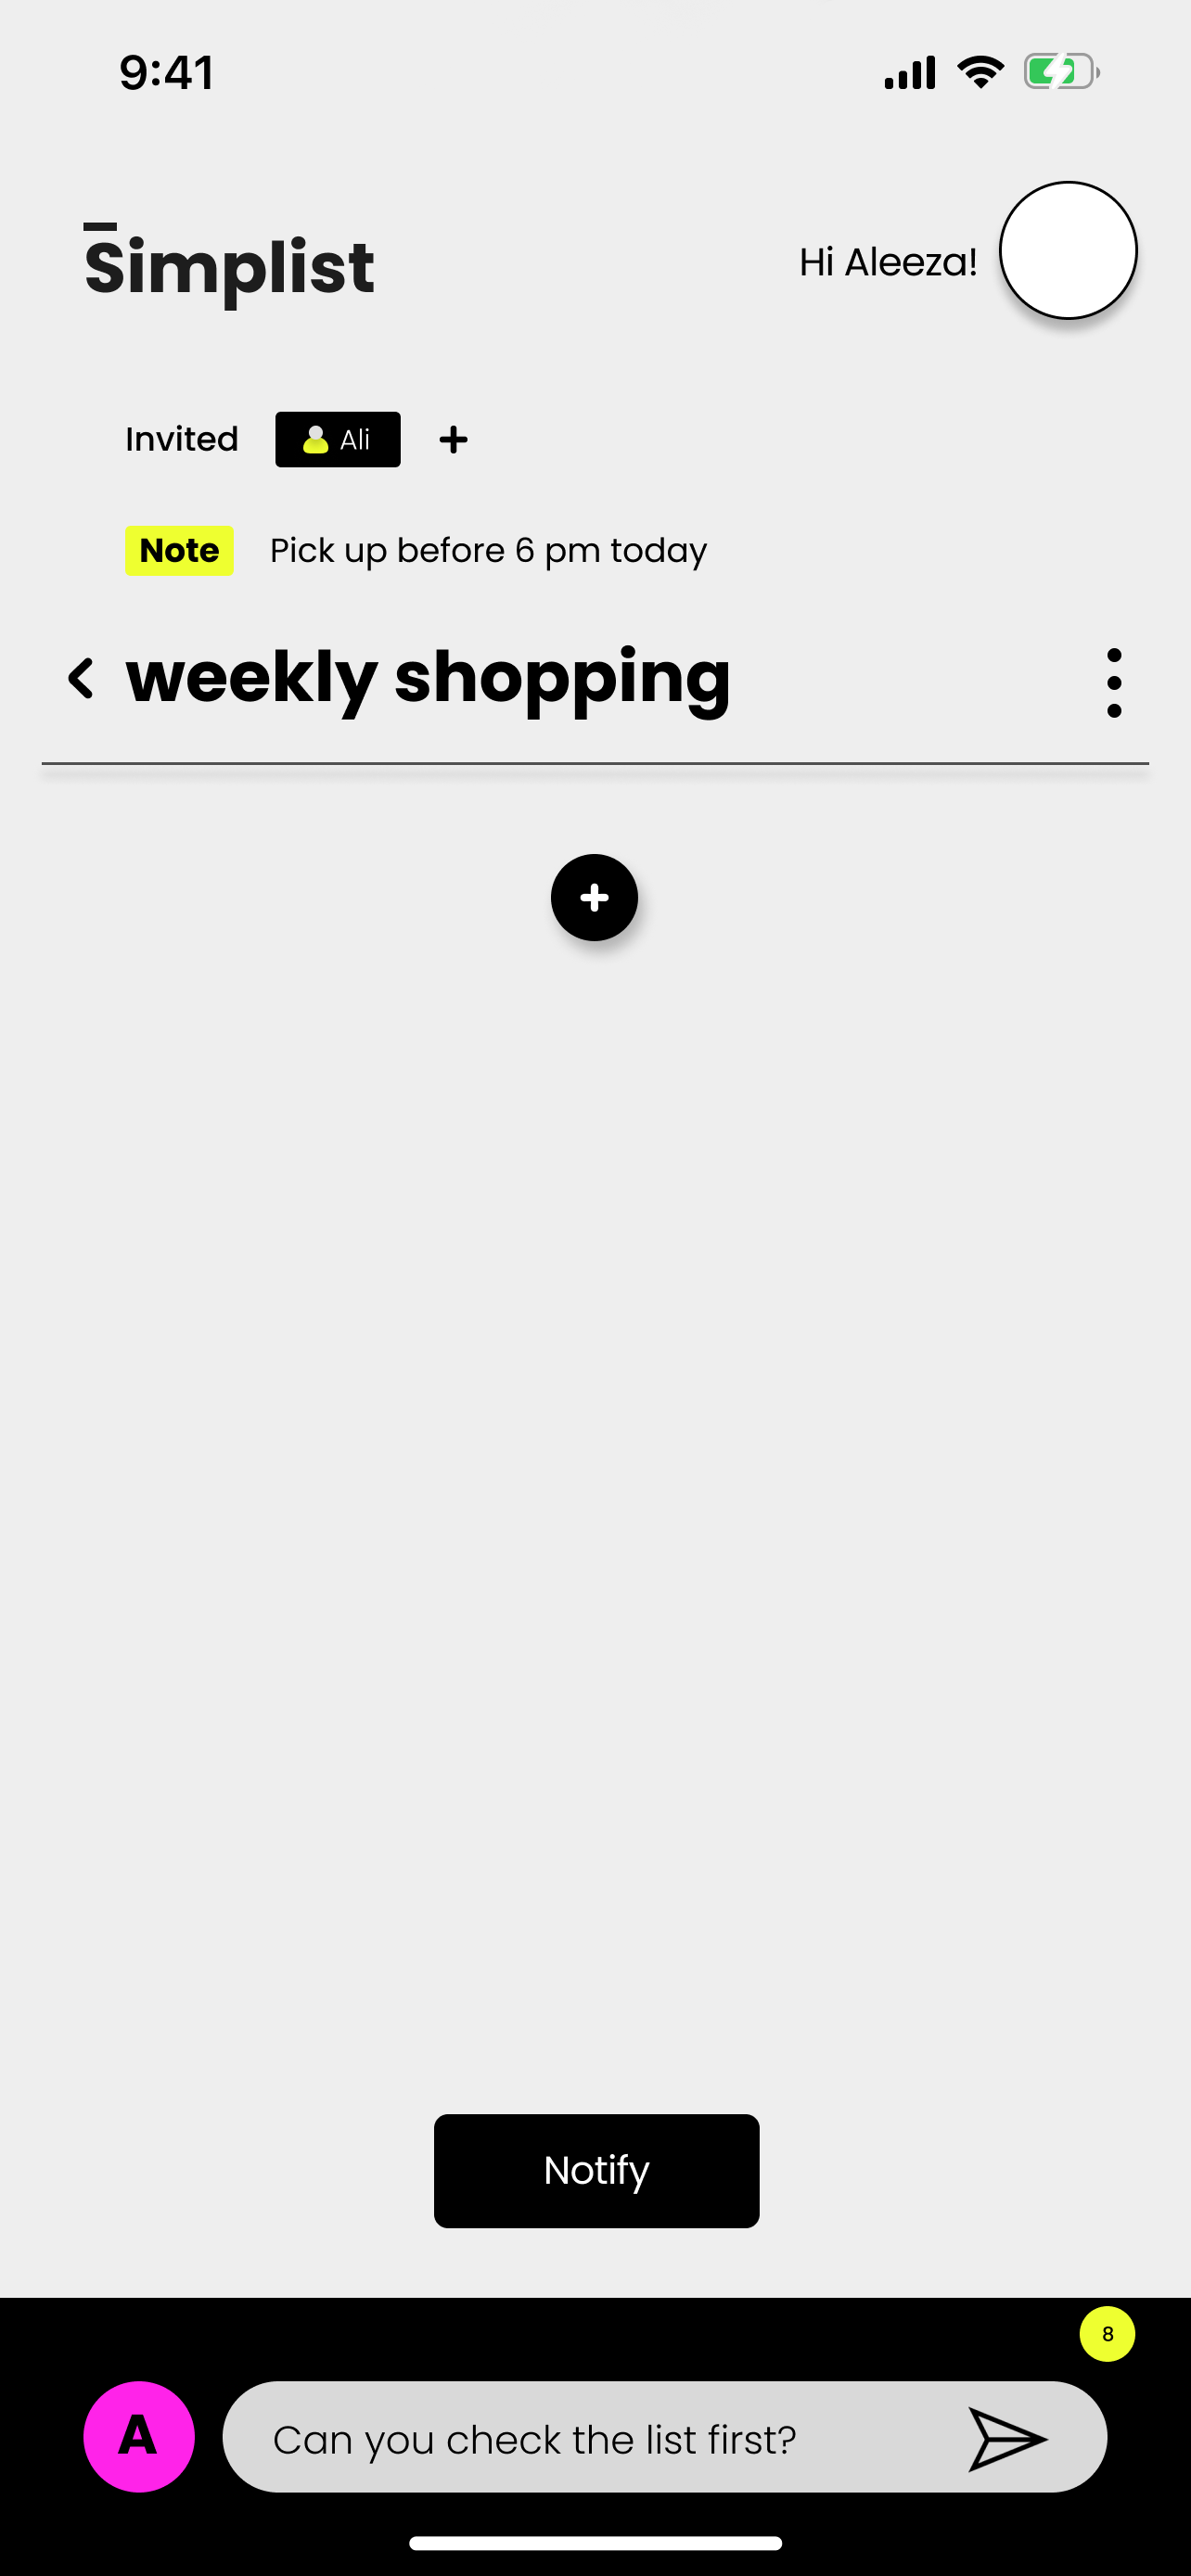 9:41
Simplist
Hi Aleeza!
Invited Ali +
Note Pick up before 6 pm today
weekly shopping
+
Notify
8
A Can you check the list first?